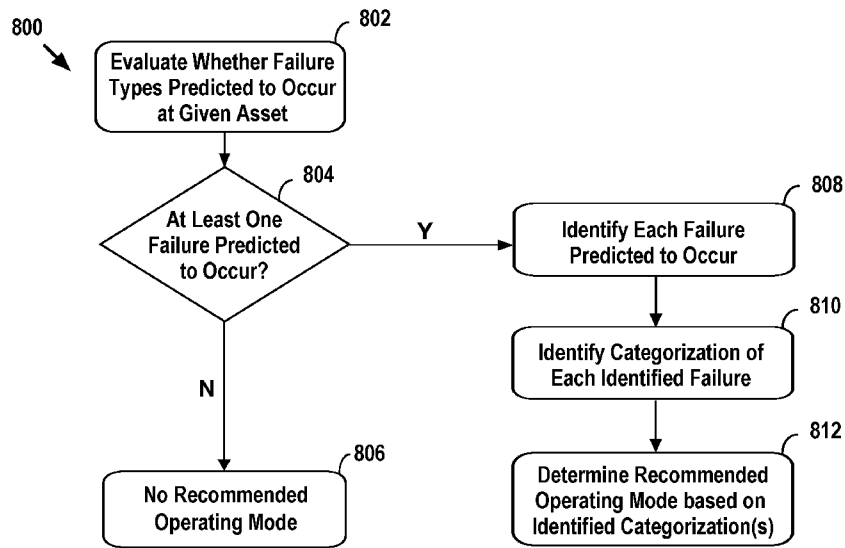 800
802
Evaluate Whether Failure
Types Predicted to Occur
at Given Asset
804
At Least One
Failure Predicted
to Occur?
Y
808
Identify Each Failure
Predicted to Occur
810
Identify Categorization of
Each Identified Failure
N
812
Determine Recommended
Operating Mode based on
Identified Categorization(s)
806
No Recommended
Operating Mode